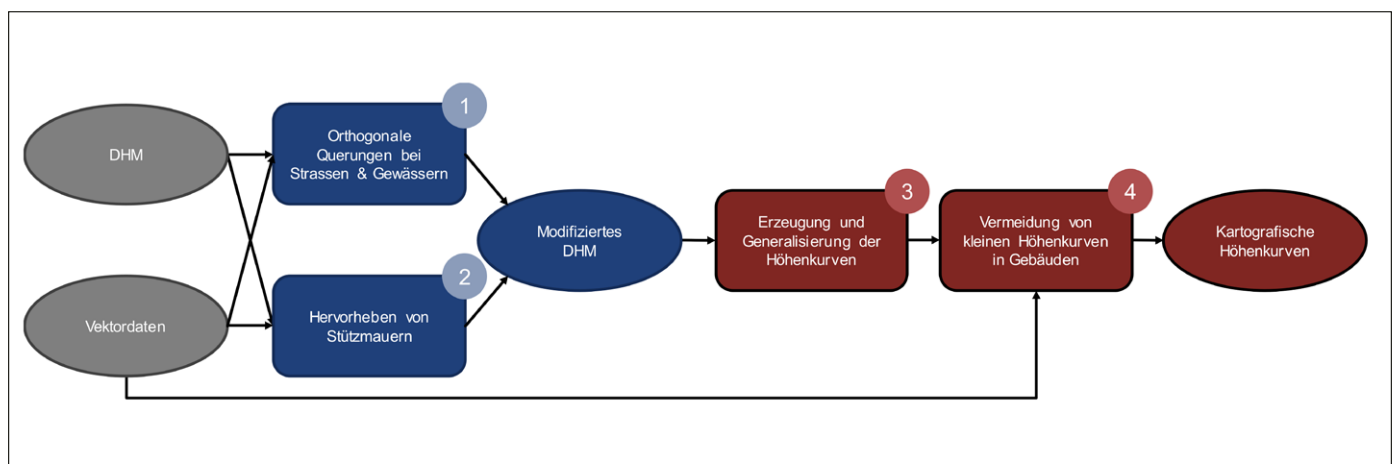 DHM
Vektordaten
1
Orthogonale
Querungen bei
Strassen & Gewässern
2
Hervorheben von
Stützmauern
Modifiziertes
DHM
3
Erzeugung und
Generalisierung der
Höhenkurven
4
Vermeidung von
kleinen Höhenkurven
in Gebäuden
Kartografische
Höhenkurven